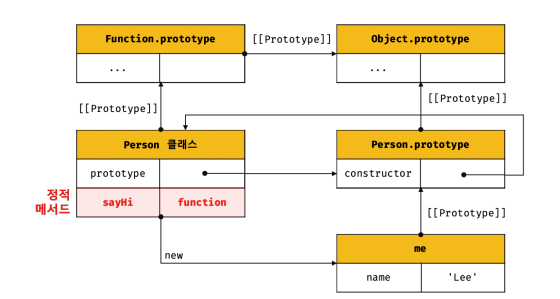 Function.prototype
[[Prototype]]
Object.prototype
...
...
[[Prototype]]
[[Prototype]]
Person 클래스
Person.prototype
prototype
constructor
정적
메서드
sayHi
function
[[Prototype]]
new
me
name
'Lee'